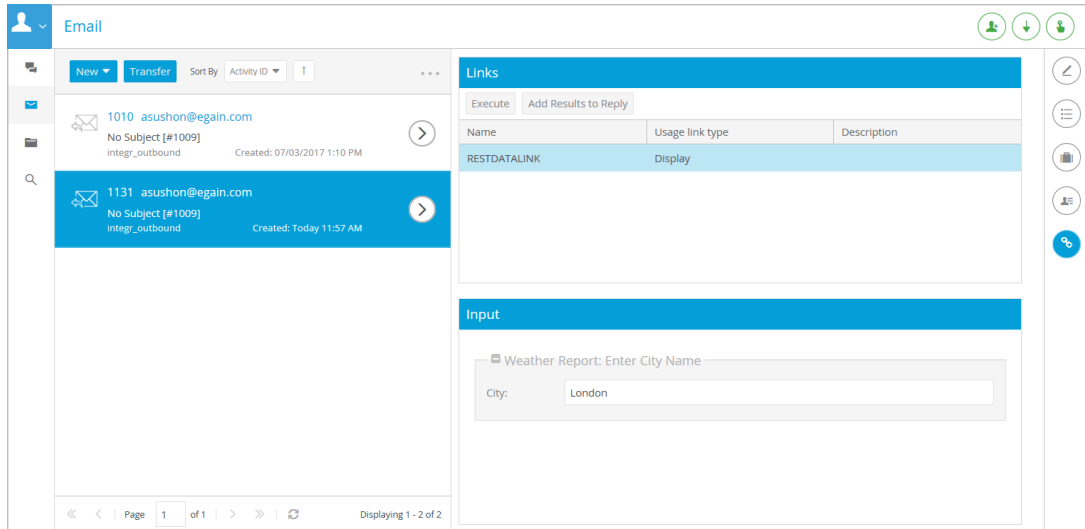 Email
New Transfer Sort By Activity ID
1010 asushon@egain.com
No Subject [#1009]
integr_outbound Created: 07/03/2017 1:10 PM
1131 asushon@egain.com
No Subject [#1009]
integr_outbound Created: Today 11:57 AM
Page 1 of 1 Displaying 1 - 2 of 2
Links
Execute Add Results to Reply
Name Usage link type Description
RESTDATALINK Display
Input
Weather Report: Enter City Name
City: London